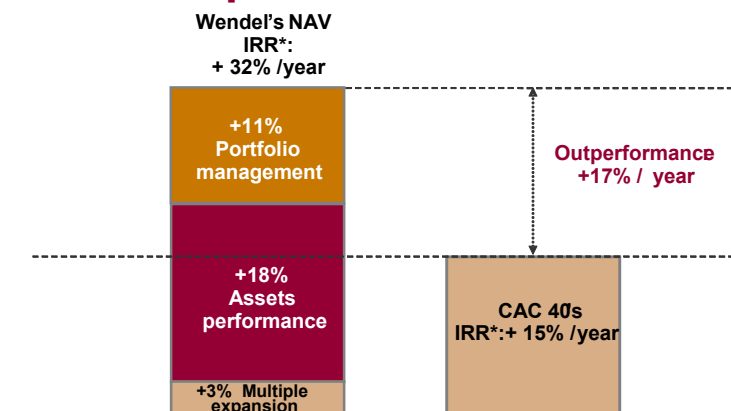 Wendel's NAV
IRR*:
+ 32% /year
+11%
Portfolio
management
Outperformance
+17% / year
+18%
Assets
performance
CAC 40's
IRR*:+ 15% /year
+3% Multiple
expansion